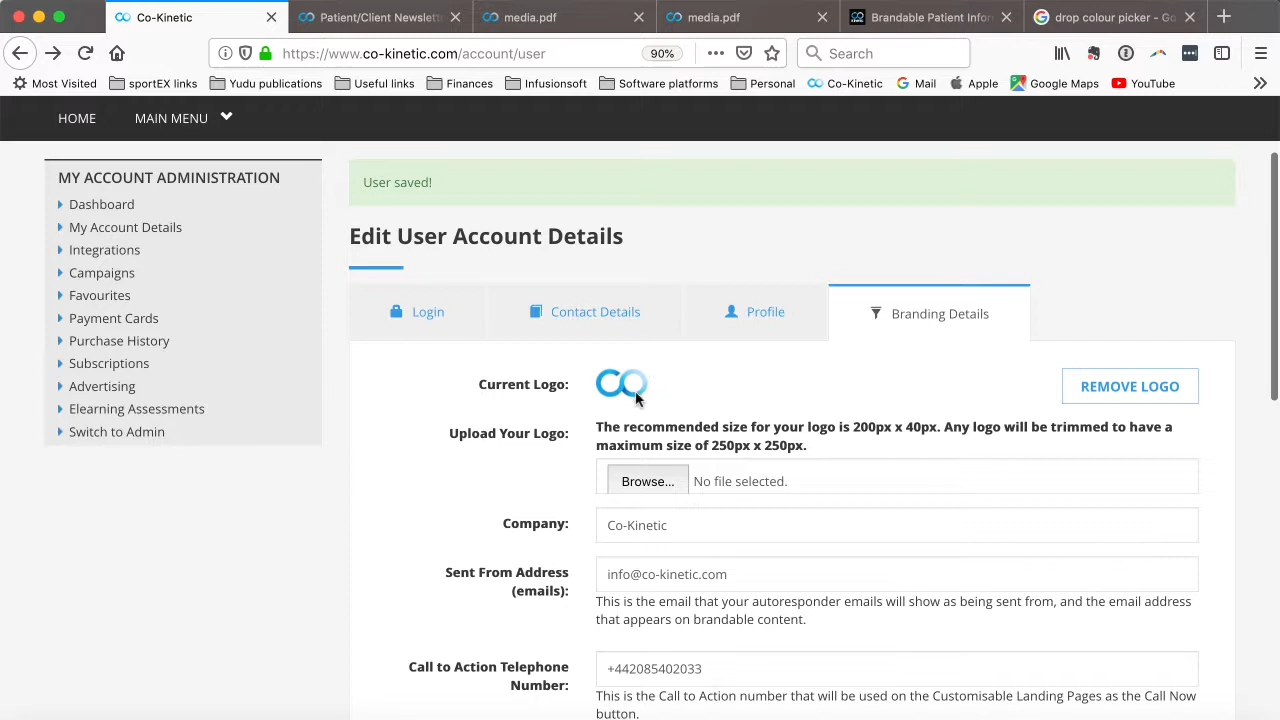 Co-Kinetic
Patient/Client Newslett
media.pdf
media.pdf
Brandable Patient Infor
drop colour picker - Go
https://www.co-kinetic.com/account/user
90%
Search
Most Visited
sportEX links
Yudu publications
Useful links
Finances
Infusionsoft
Software platforms
Personal
Co-Kinetic
Mail
Apple
Google Maps
YouTube
HOME
MAIN MENU
MY ACCOUNT ADMINISTRATION
Dashboard
My Account Details
Integrations
Campaigns
Favourites
Payment Cards
Purchase History
Subscriptions
Advertising
Elearning Assessments
Switch to Admin
User saved!
Edit User Account Details
Login
Contact Details
Profile
Branding Details
Current Logo:
REMOVE LOGO
Upload Your Logo:
The recommended size for your logo is 200px x 40px. Any logo will be trimmed to have a
maximum size of 250px x 250px.
Browse... No file selected.
Company:
Co-Kinetic
Sent From Address
(emails):
info@co-kinetic.com
This is the email that your autoresponder emails will show as being sent from, and the email address
that appears on brandable content.
Call to Action Telephone
Number:
+442085402033
This is the Call to Action number that will be used on the Customisable Landing Pages as the Call Now
button.